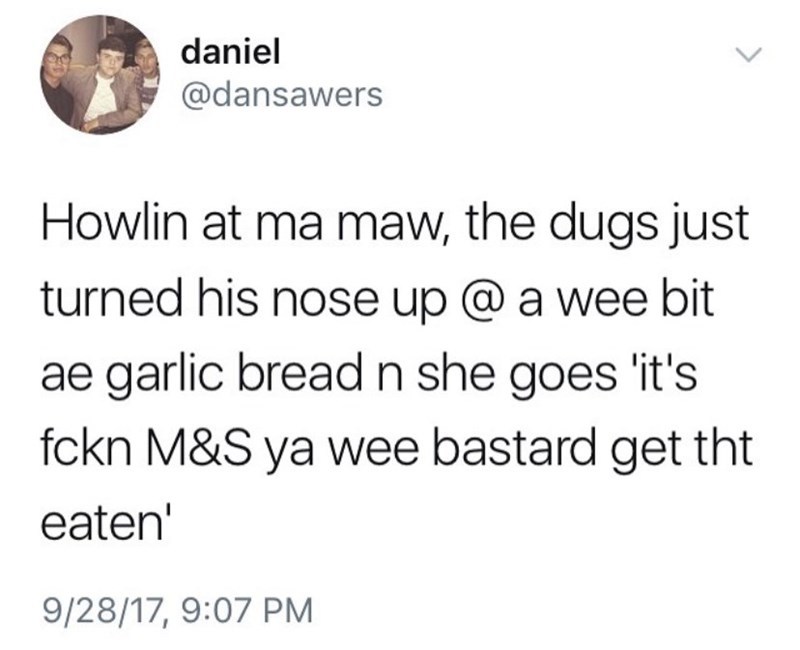 daniel
@dansawers
Howlin at ma maw, the dugs just
turned his nose up @ a wee bit
ae garlic bread n she goes 'it's
fckn M&S ya wee bastard get tht
eaten'
9/28/17, 9:07 PM